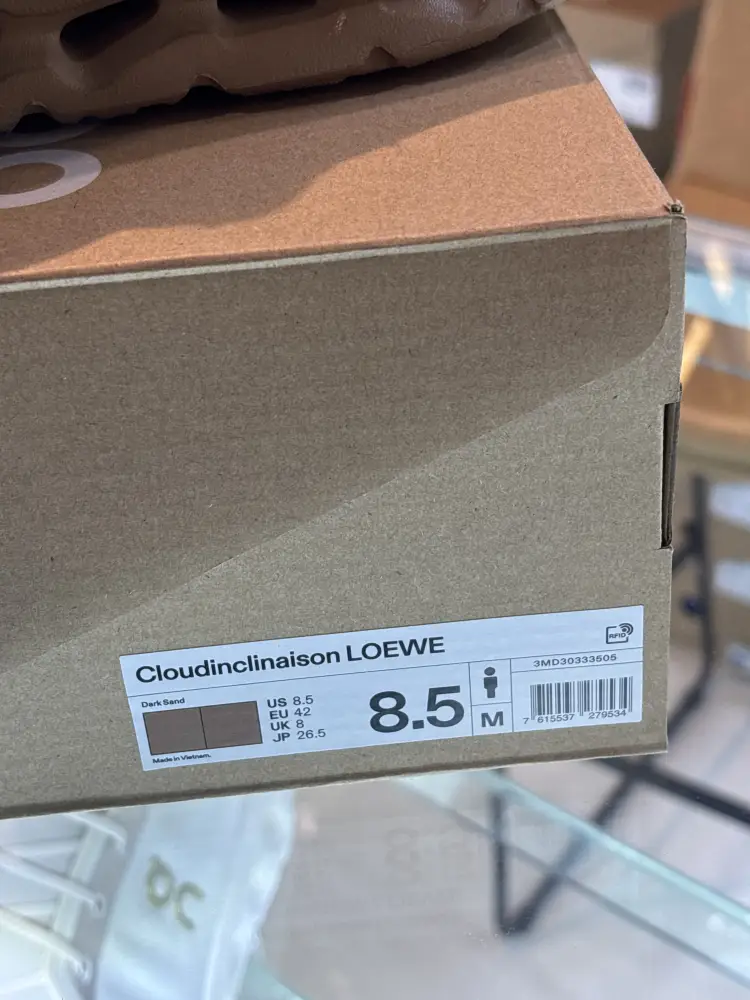 Cloudinclinaison LOEWE
RFID
Dark Sand
US 8.5
EU 42
UK 8
JP 26.5
8.5
M
3MD30333505
7 615537 279534
Made in Vietnam.